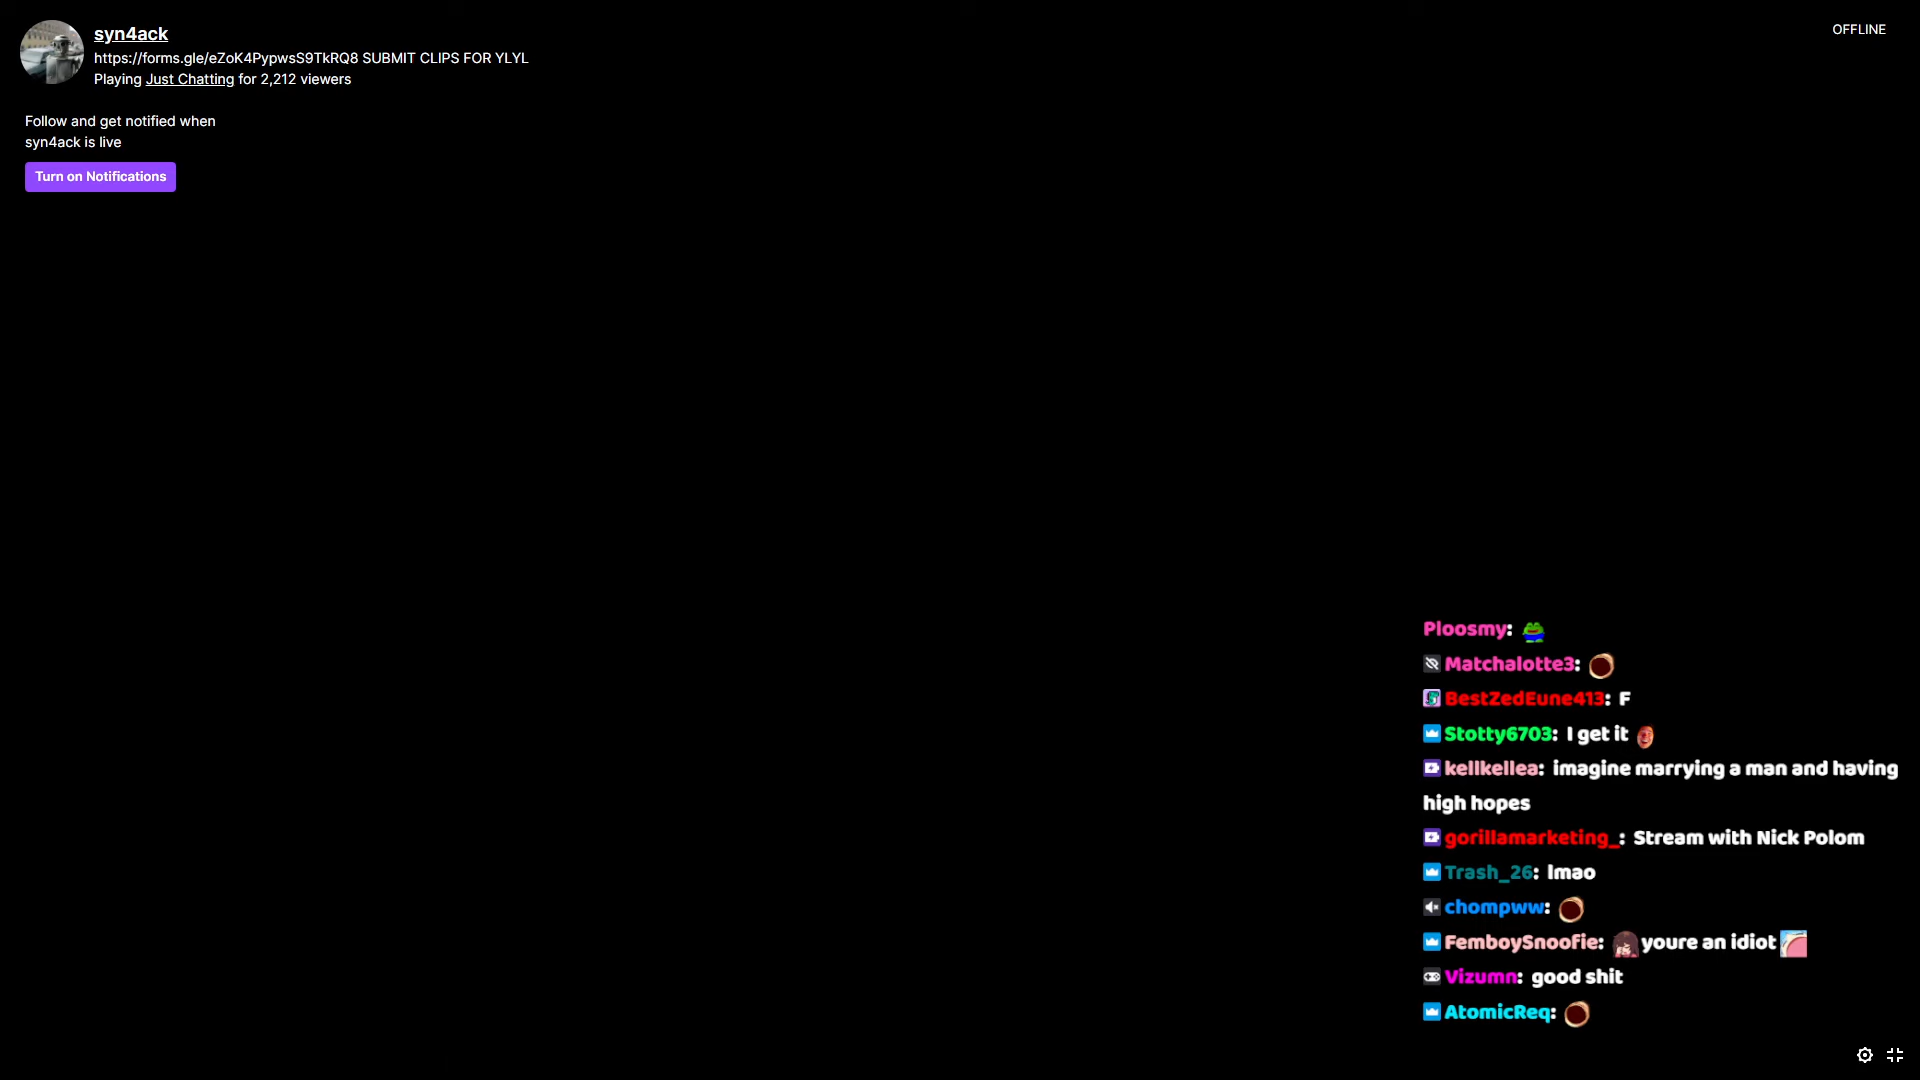 syn4ack
https://forms.gle/eZoK4PypwsS9TkRQ8 SUBMIT CLIPS FOR YLYL
Playing Just Chatting for 2,212 viewers
OFFLINE
Follow and get notified when
syn4ack is live
Turn on Notifications
Ploosmy:
Matchalotte3:
BestZedEune413: F
Stotty6703: I get it
kellkellea: imagine marrying a man and having
high hopes
gorillamarketing_: Stream with Nick Polom
Trash_26: lmao
chompww:
FemboySnoofie: youre an idiot
Vizumn: good shit
AtomicReq: